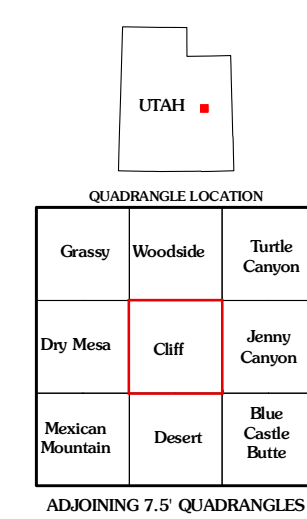 UTAH
QUADRANGLE LOCATION
Grassy
Woodside
Turtle
Canyon
Dry Mesa
Cliff
Jenny
Canyon
Mexican
Mountain
Desert
Blue
Castle
Butte
ADJOINING 7.5' QUADRANGLES